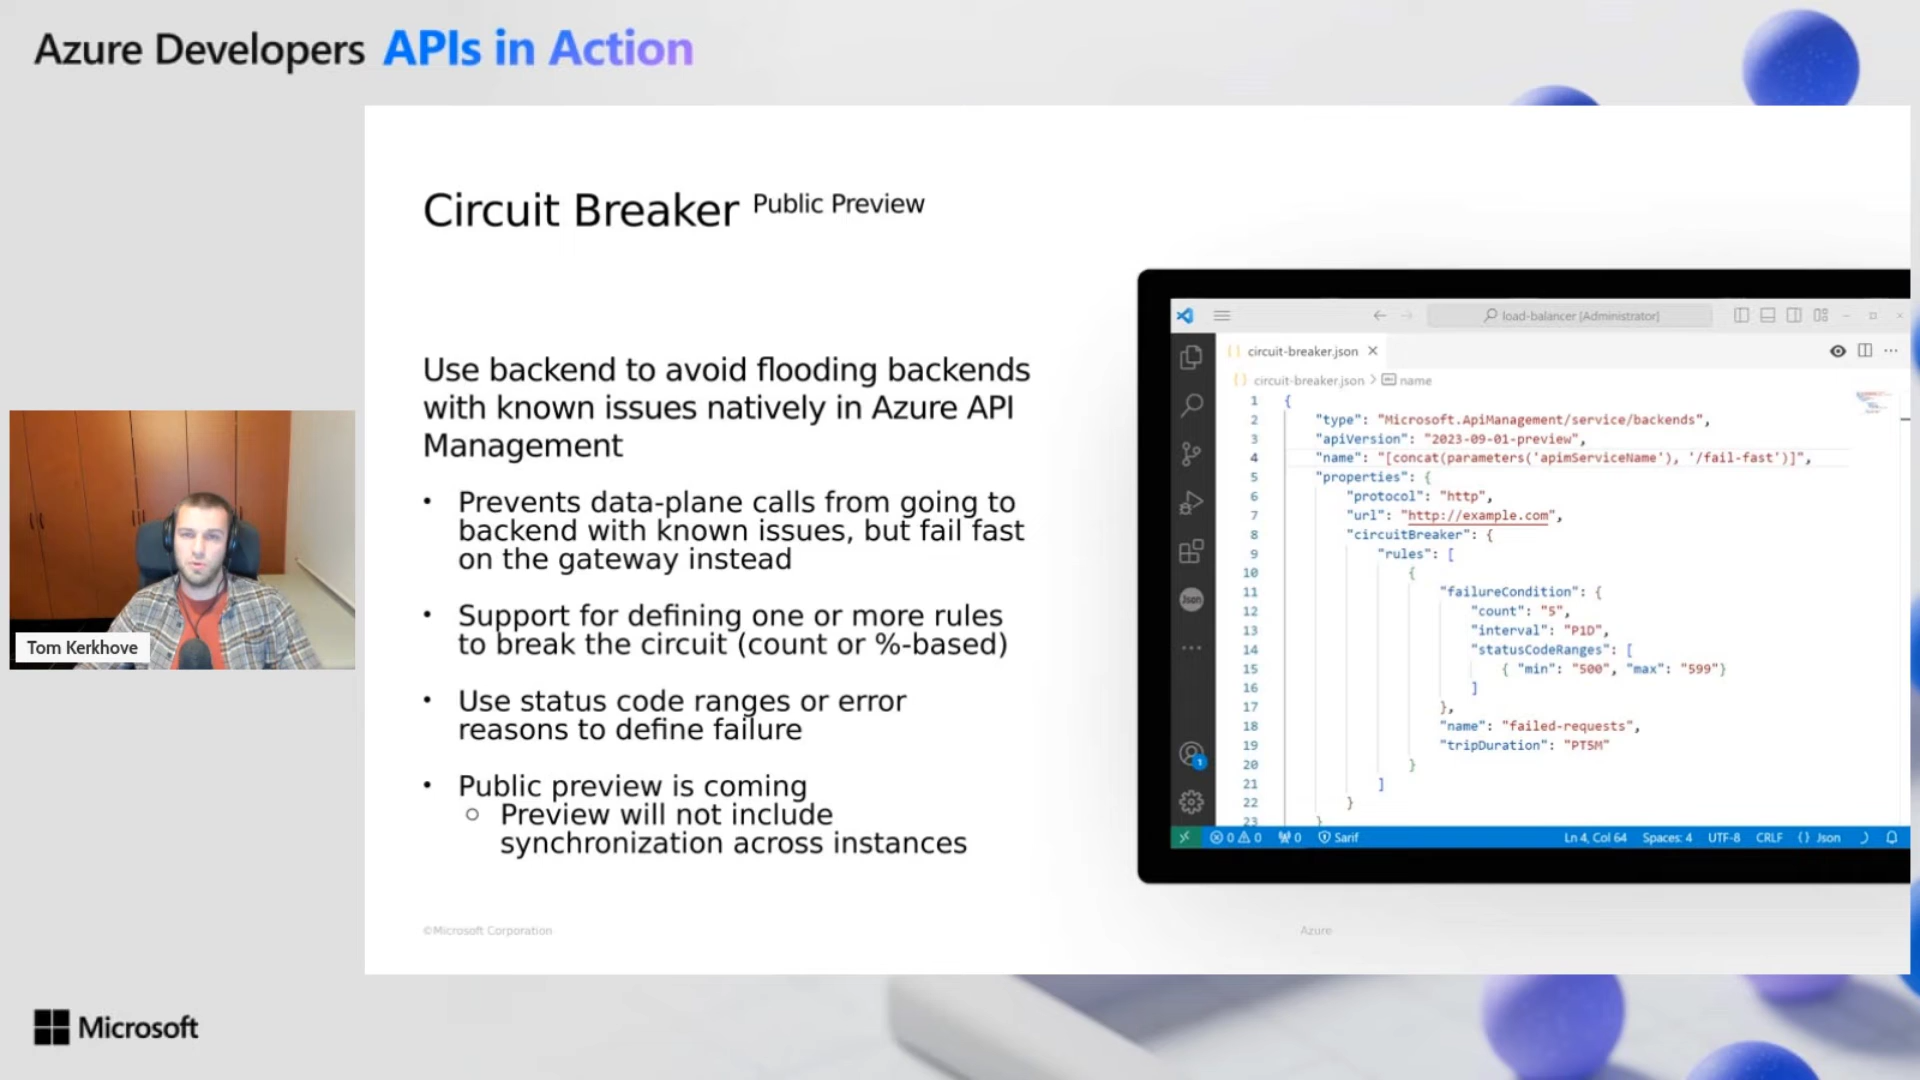 Azure Developers APIs in Action
Circuit Breaker Public Preview
Use backend to avoid flooding backends
with known issues natively in Azure API
Management
• Prevents data-plane calls from going to
backend with known issues, but fail fast
on the gateway instead
• Support for defining one or more rules
to break the circuit (count or %-based)
• Use status code ranges or error
reasons to define failure
• Public preview is coming
○ Preview will not include
synchronization across instances
©Microsoft Corporation
Azure
load-balancer [Administrator]
circuit-breaker.json
circuit-breaker.json > name
1 {
2 "type": "Microsoft.ApiManagement/service/backends",
3 "apiVersion": "2023-09-01-preview",
4 "name": "[concat(parameters('apimServiceName'), '/fail-fast')]",
5 "properties": {
6 "protocol": "http",
7 "url": "http://example.com",
8 "circuitBreaker": {
9 "rules": [
10 {
11 "failureCondition": {
12 "count": "5",
13 "interval": "P1D",
14 "statusCodeRanges": [
15 { "min": "500", "max": "599"}
16 ]
17 },
18 "name": "failed-requests",
19 "tripDuration": "PT5M"
20 }
21 ]
22 }
23 }
Json
1
0 0 0 Sarif Ln 4, Col 64 Spaces: 4 UTF-8 CRLF {} Json
Tom Kerkhove
Microsoft